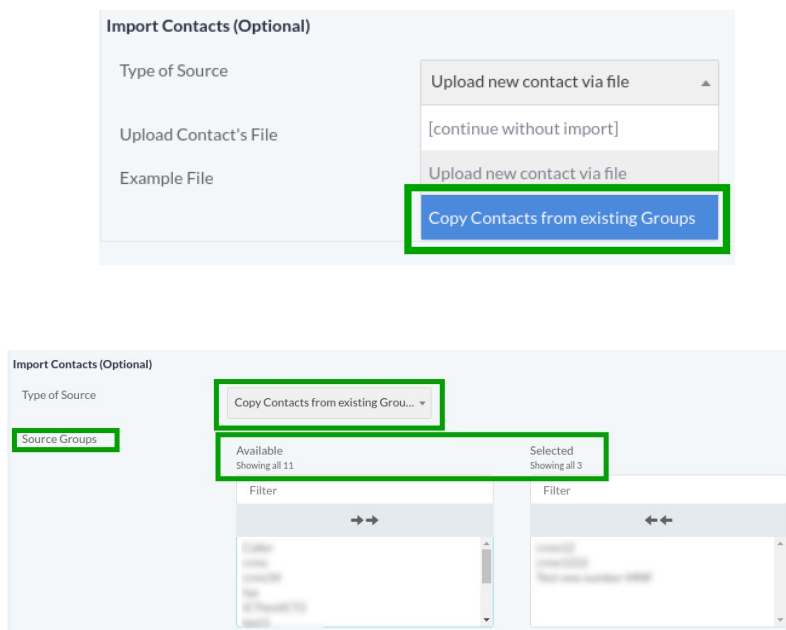 Import Contacts (Optional)
Type of Source
Upload new contact via file
Upload Contact's File
[continue without import]
Example File
Upload new contact via file
Copy Contacts from existing Groups
Import Contacts (Optional)
Type of Source
Copy Contacts from existing Grou...
Source Groups
Available
Selected
Showing all 11
Showing all 3
Filter
Filter